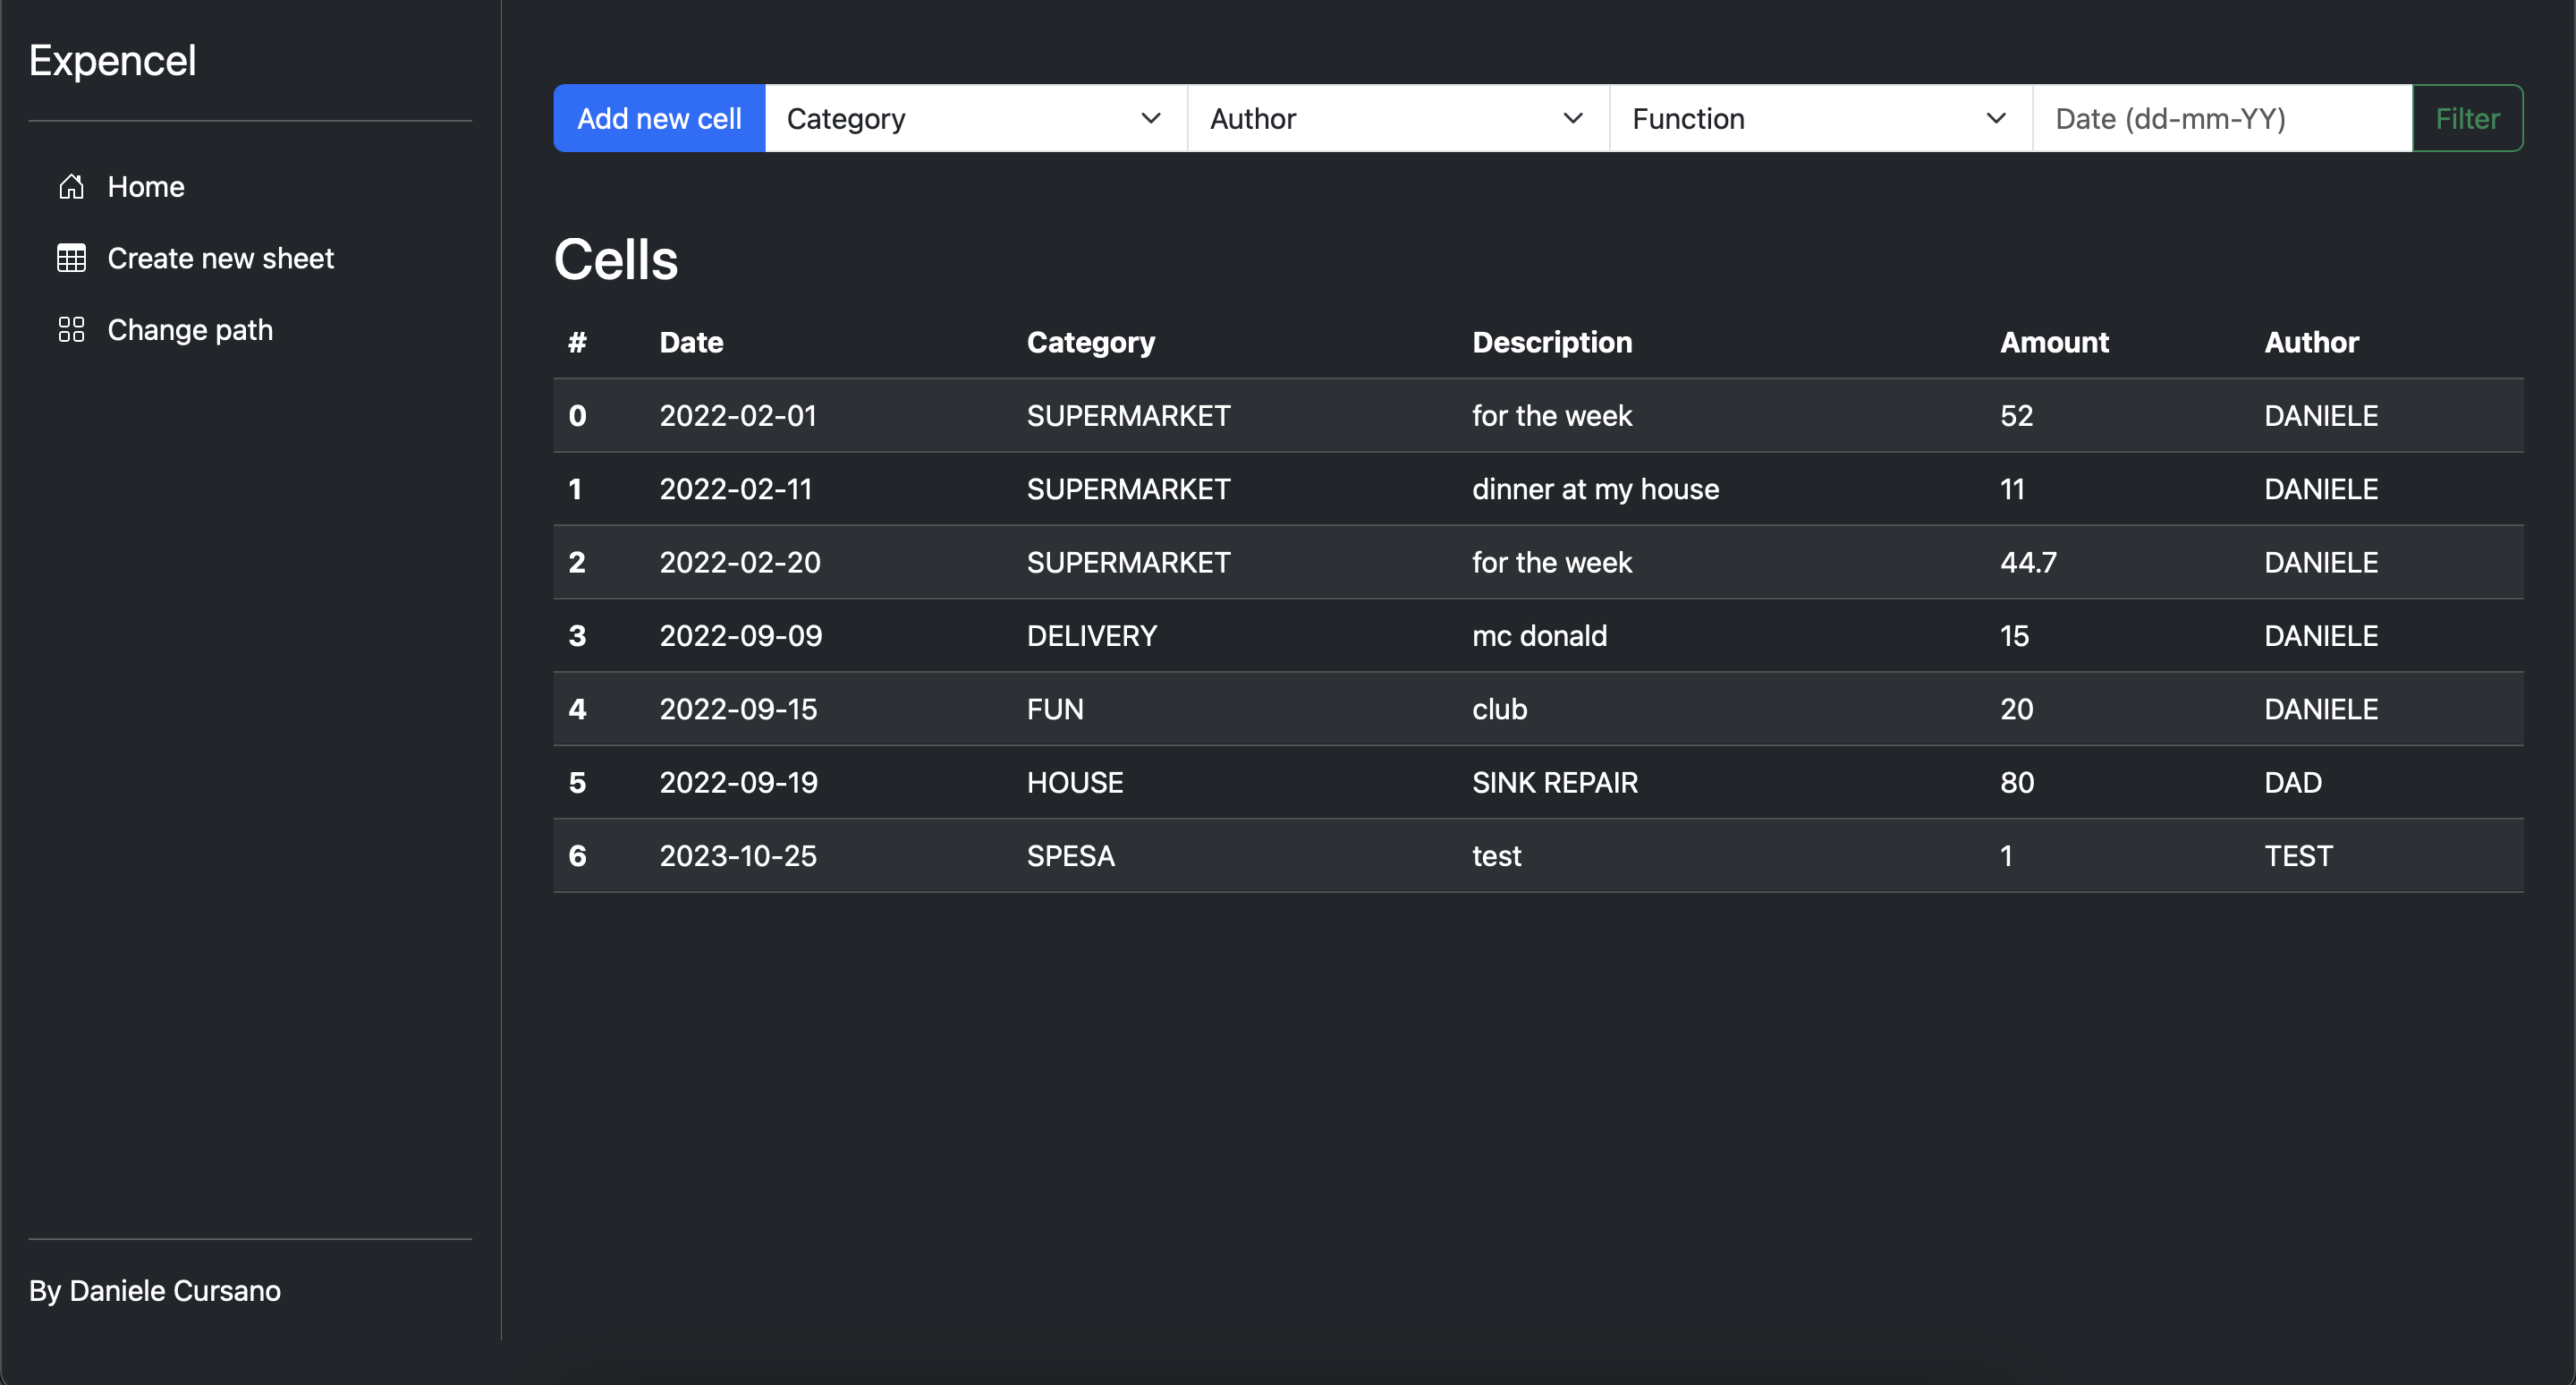 Expencel
Home
Create new sheet
Change path
By Daniele Cursano
Add new cell Category Author Function Date (dd-mm-YY) Filter
Cells
# Date Category Description Amount Author
0 2022-02-01 SUPERMARKET for the week 52 DANIELE
1 2022-02-11 SUPERMARKET dinner at my house 11 DANIELE
2 2022-02-20 SUPERMARKET for the week 44.7 DANIELE
3 2022-09-09 DELIVERY mc donald 15 DANIELE
4 2022-09-15 FUN club 20 DANIELE
5 2022-09-19 HOUSE SINK REPAIR 80 DAD
6 2023-10-25 SPESA test 1 TEST